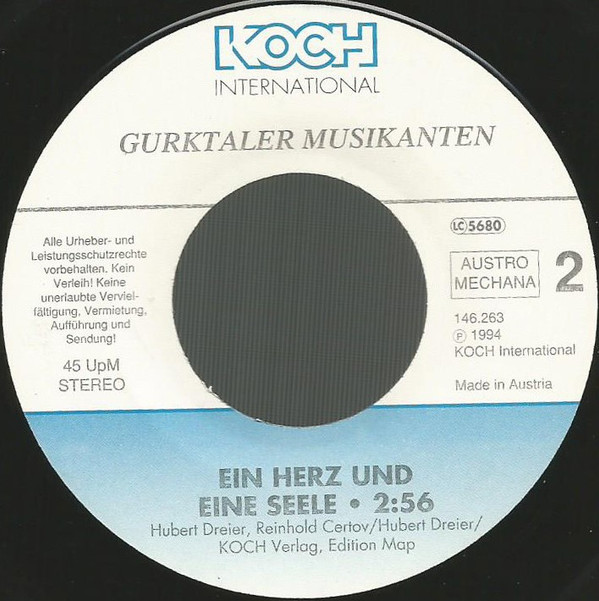 KOCH
INTERNATIONAL
GURKTALER MUSIKANTEN
Alle Urheber- und
Leistungsschutzrechte
vorbehalten. Kein
Verleih! Keine
unerlaubte Verviel-
fältigung, Vermietung,
Aufführung und
Sendung!
45 UpM
STEREO
LC 5680
AUSTRO
MECHANA
2
146.263
℗ 1994
KOCH International
Made in Austria
EIN HERZ UND
EINE SEELE • 2:56
Hubert Dreier, Reinhold Certov/Hubert Dreier/
KOCH Verlag, Edition Map